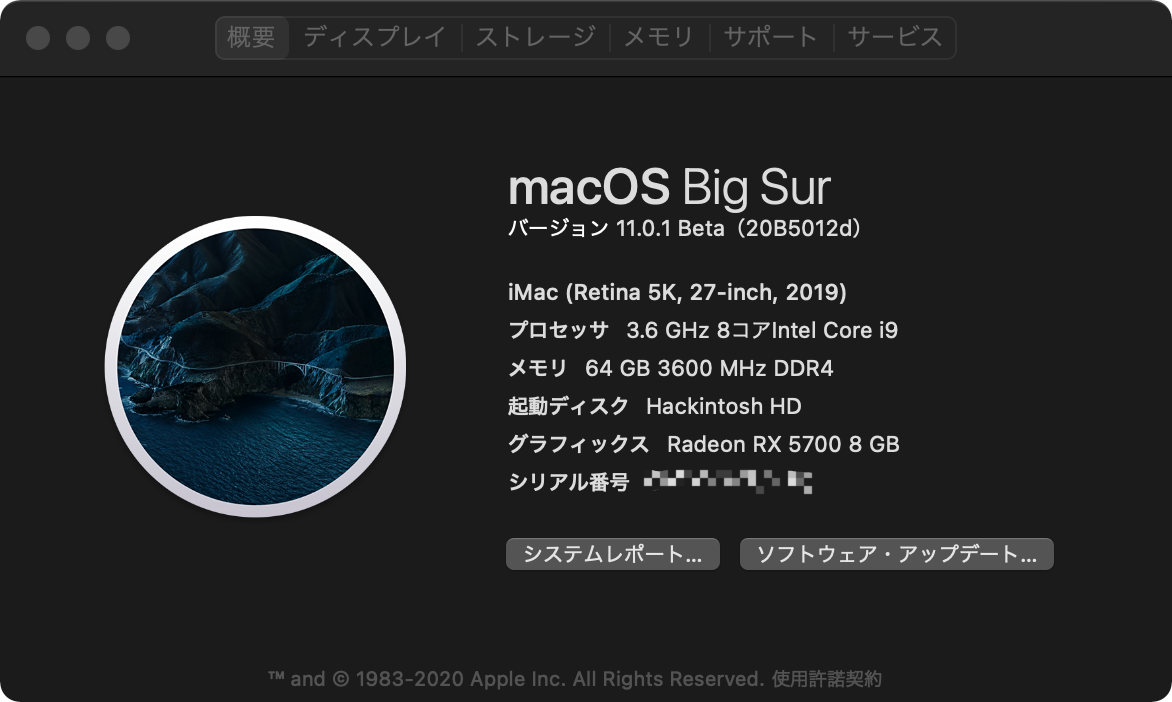 概要 ディスプレイ ストレージ メモリ サポート サービス
macOS Big Sur
バージョン 11.0.1 Beta（20B5012d）
iMac (Retina 5K, 27-inch, 2019)
プロセッサ 3.6 GHz 8コアIntel Core i9
メモリ 64 GB 3600 MHz DDR4
起動ディスク Hackintosh HD
グラフィックス Radeon RX 5700 8 GB
シリアル番号
システムレポート... ソフトウェア・アップデート...
™ and © 1983-2020 Apple Inc. All Rights Reserved. 使用許諾契約